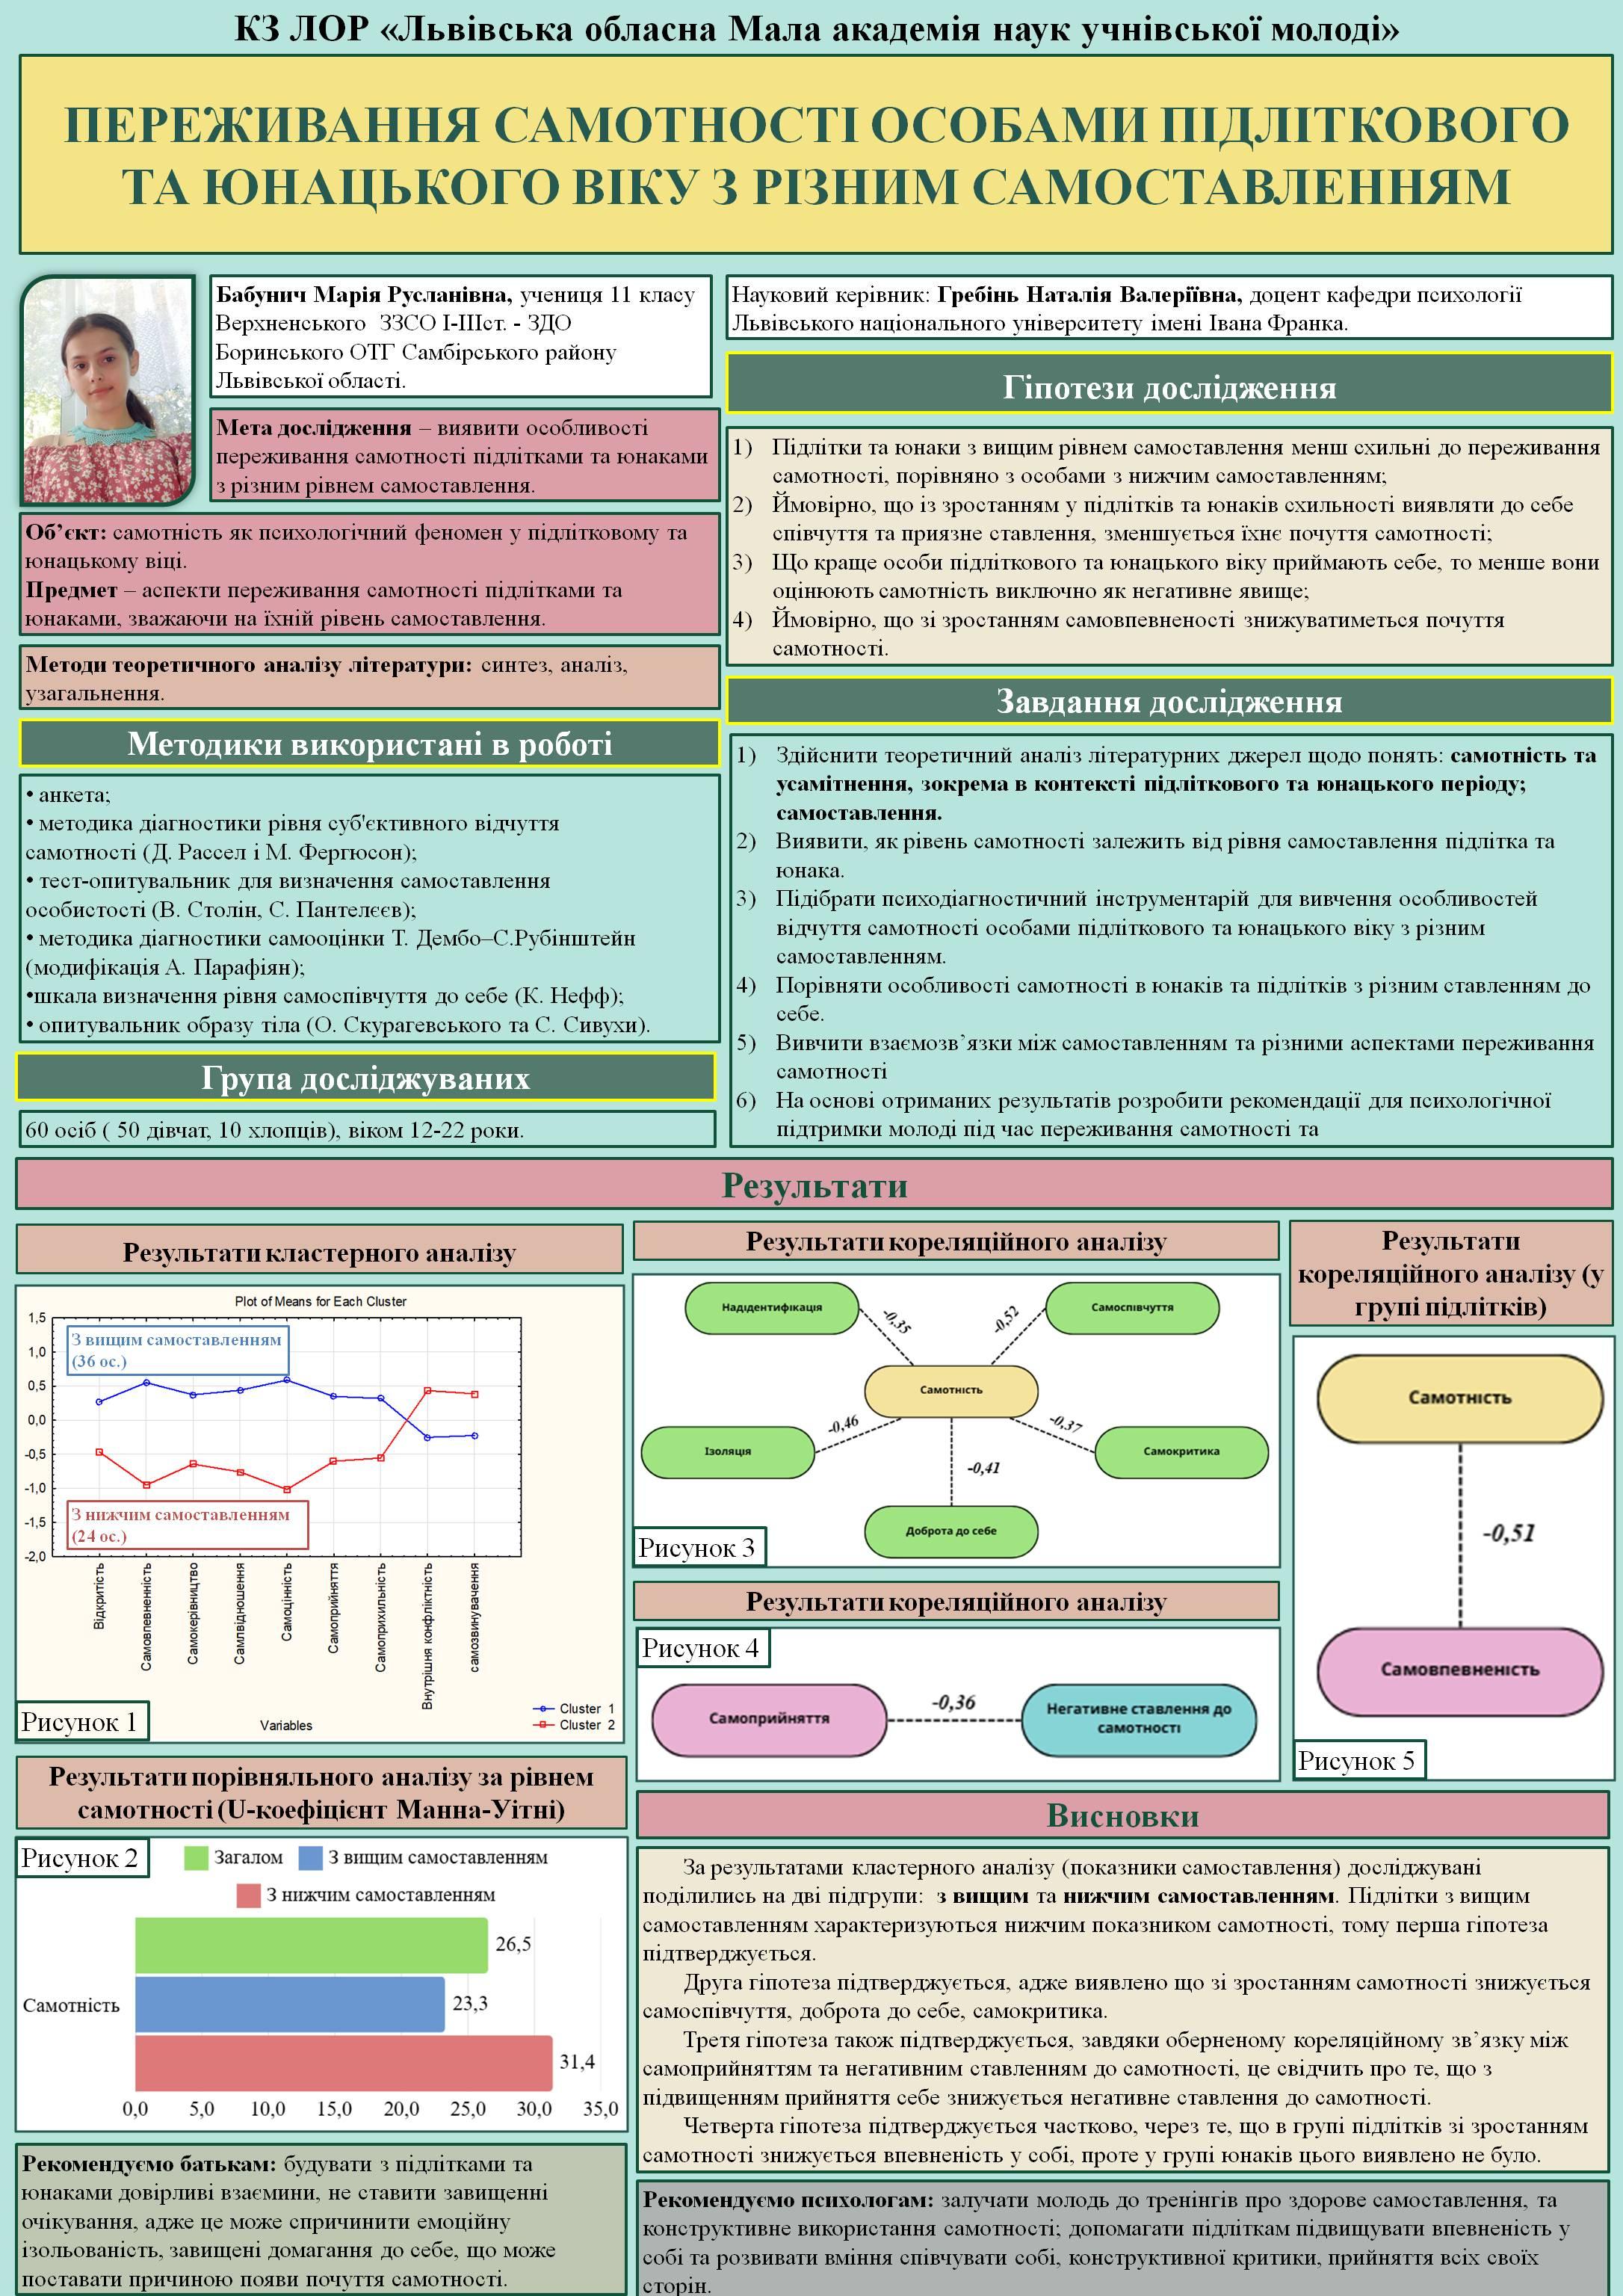 КЗ ЛОР «Львівська обласна Мала академія наук учнівської молоді»
ПЕРЕЖИВАННЯ САМОТНОСТІ ОСОБАМИ ПІДЛІТКОВОГО
ТА ЮНАЦЬКОГО ВІКУ З РІЗНИМ САМОСТАВЛЕННЯМ
Бабунич Марія Русланівна, учениця 11 класу
Верхненського ЗЗСО І-ІІІст. - ЗДО
Боринського ОТГ Самбірського району
Львівської області.
Мета дослідження – виявити особливості
переживання самотності підлітками та юнаками
з різним рівнем самоставлення.
Об’єкт: самотність як психологічний феномен у підлітковому та
юнацькому віці.
Предмет – аспекти переживання самотності підлітками та
юнаками, зважаючи на їхній рівень самоставлення.
Методи теоретичного аналізу літератури: синтез, аналіз,
узагальнення.
Методики використані в роботі
• анкета;
• методика діагностики рівня суб'єктивного відчуття
самотності (Д. Рассел і М. Фергюсон);
• тест-опитувальник для визначення самоставлення
особистості (В. Столін, С. Пантелєєв);
• методика діагностики самооцінки Т. Дембо–С.Рубінштейн
(модифікація А. Парафіян);
•шкала визначення рівня самоспівчуття до себе (К. Нефф);
• опитувальник образу тіла (О. Скурагевського та С. Сивухи).
Група досліджуваних
60 осіб ( 50 дівчат, 10 хлопців), віком 12-22 роки.
Науковий керівник: Гребінь Наталія Валеріївна, доцент кафедри психології
Львівського національного університету імені Івана Франка.
Гіпотези дослідження
1) Підлітки та юнаки з вищим рівнем самоставлення менш схильні до переживання
самотності, порівняно з особами з нижчим самоставленням;
2) Ймовірно, що із зростанням у підлітків та юнаків схильності виявляти до себе
співчуття та приязне ставлення, зменшується їхнє почуття самотності;
3) Що краще особи підліткового та юнацького віку приймають себе, то менше вони
оцінюють самотність виключно як негативне явище;
4) Ймовірно, що зі зростанням самовпевненості знижуватиметься почуття
самотності.
Завдання дослідження
1) Здійснити теоретичний аналіз літературних джерел щодо понять: самотність та
усамітнення, зокрема в контексті підліткового та юнацького періоду;
самоставлення.
2) Виявити, як рівень самотності залежить від рівня самоставлення підлітка та
юнака.
3) Підібрати психодіагностичний інструментарій для вивчення особливостей
відчуття самотності особами підліткового та юнацького віку з різним
самоставленням.
4) Порівняти особливості самотності в юнаків та підлітків з різним ставленням до
себе.
5) Вивчити взаємозв’язки між самоставленням та різними аспектами переживання
самотності
6) На основі отриманих результатів розробити рекомендації для психологічної
підтримки молоді під час переживання самотності та
Результати
Результати кластерного аналізу
Plot of Means for Each Cluster
1,5
1,0
0,5
0,0
-0,5
-1,0
-1,5
-2,0
З вищим самоставленням
(36 ос.)
З нижчим самоставленням
(24 ос.)
Відкритість
Самовпевненність
Самокерівництво
Самлвідношення
Самоцінність
Самоприйняття
Самоприхильність
Внутрішня конфліктність
самозвинувачення
Variables
Cluster 1
Cluster 2
Рисунок 1
Результати порівняльного аналізу за рівнем
самотності (U-коефіцієнт Манна-Уітні)
Рисунок 2
Загалом
З вищим самоставленням
З нижчим самоставленням
Самотність
26,5
23,3
31,4
0,0 5,0 10,0 15,0 20,0 25,0 30,0 35,0
Рекомендуємо батькам: будувати з підлітками та
юнаками довірливі взаємини, не ставити завищенні
очікування, адже це може спричинити емоційну
ізольованість, завищені домагання до себе, що може
поставати причиною появи почуття самотності.
Результати кореляційного аналізу
Надідентифікація
Самоспівчуття
-0,35
-0,52
Самотність
-0,46
-0,37
Ізоляція
Самокритика
-0,41
Доброта до себе
Рисунок 3
Результати кореляційного аналізу
Рисунок 4
Самоприйняття
-0,36
Негативне ставлення до
самотності
Результати
кореляційного аналізу (у
групі підлітків)
Самотність
-0,51
Самовпевненість
Рисунок 5
Висновки
За результатами кластерного аналізу (показники самоставлення) досліджувані
поділились на дві підгрупи: з вищим та нижчим самоставленням. Підлітки з вищим
самоставленням характеризуються нижчим показником самотності, тому перша гіпотеза
підтверджується.
Друга гіпотеза підтверджується, адже виявлено що зі зростанням самотності знижується
самоспівчуття, доброта до себе, самокритика.
Третя гіпотеза також підтверджується, завдяки оберненому кореляційному зв’язку між
самоприйняттям та негативним ставленням до самотності, це свідчить про те, що з
підвищенням прийняття себе знижується негативне ставлення до самотності.
Четверта гіпотеза підтверджується частково, через те, що в групі підлітків зі зростанням
самотності знижується впевненість у собі, проте у групі юнаків цього виявлено не було.
Рекомендуємо психологам: залучати молодь до тренінгів про здорове самоставлення, та
конструктивне використання самотності; допомагати підліткам підвищувати впевненість у
собі та розвивати вміння співчувати собі, конструктивної критики, прийняття всіх своїх
сторін.